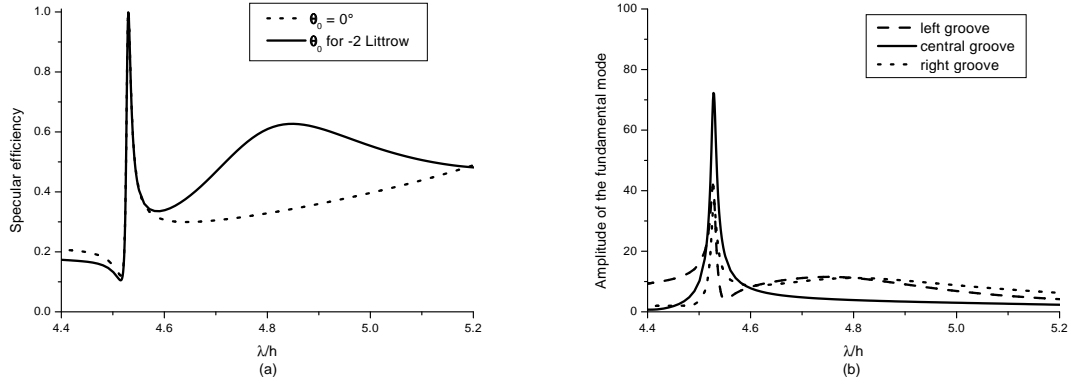 θ₀ = 0°
θ₀ for -2 Littrow
Specular efficiency
1.0
0.8
0.6
0.4
0.2
0.0
4.4
4.6
4.8
5.0
5.2
λ/h
(a)
left groove
central groove
right groove
Amplitude of the fundamental mode
100
80
60
40
20
0
4.4
4.6
4.8
5.0
5.2
λ/h
(b)